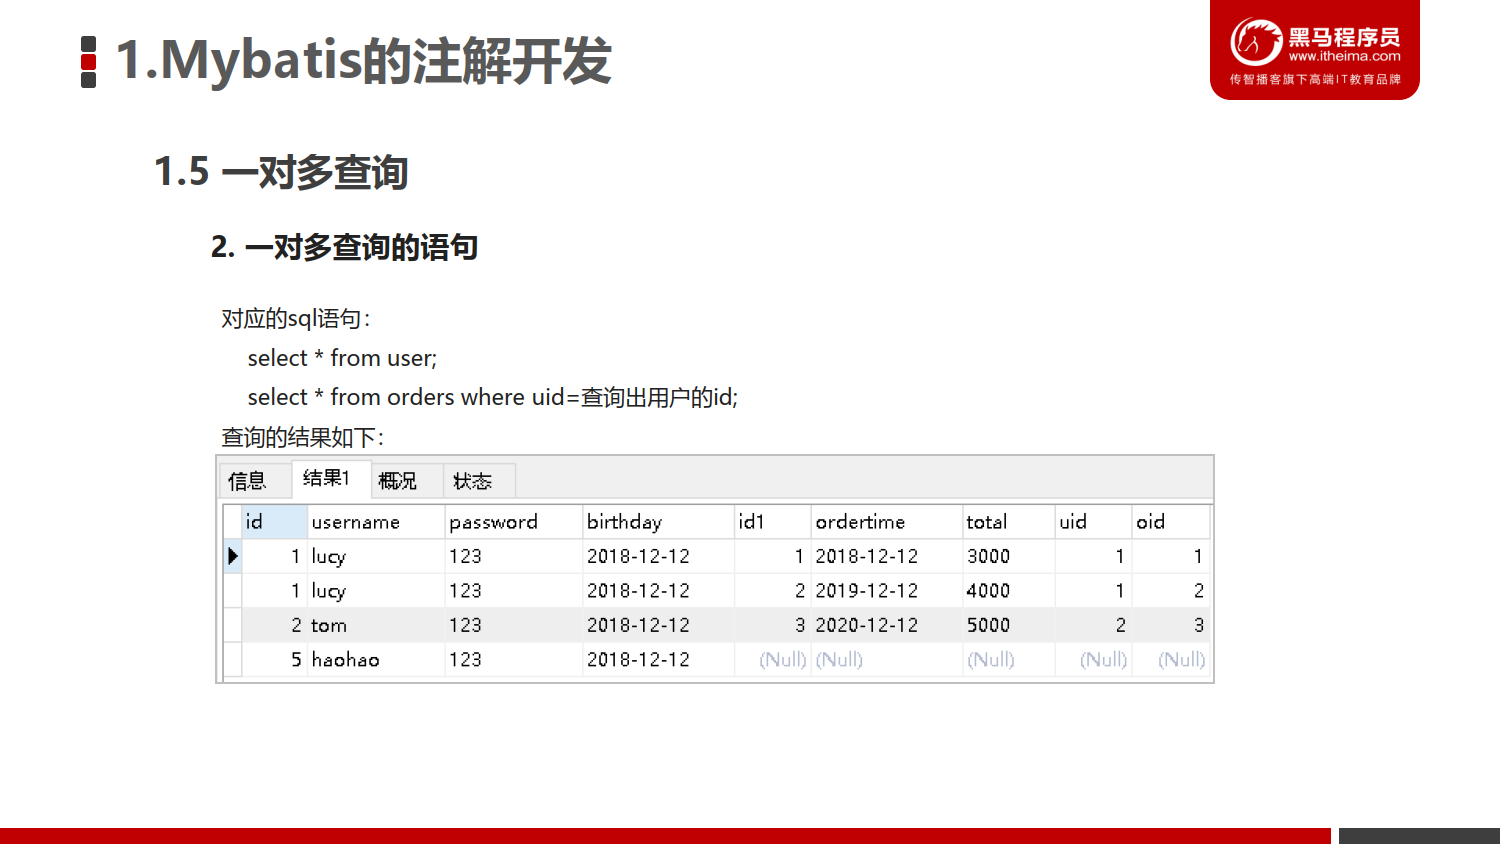 1.Mybatis的注解开发
黑马程序员
www.itheima.com
传智播客旗下高端IT教育品牌
1.5 一对多查询
2. 一对多查询的语句
对应的sql语句：
select * from user;
select * from orders where uid=查询出用户的id;
查询的结果如下：
信息 结果1 概况 状态
id username password birthday id1 ordertime total uid oid
1 lucy 123 2018-12-12 1 2018-12-12 3000 1 1
1 lucy 123 2018-12-12 2 2019-12-12 4000 1 2
2 tom 123 2018-12-12 3 2020-12-12 5000 2 3
5 haohao 123 2018-12-12 (Null) (Null) (Null) (Null) (Null)